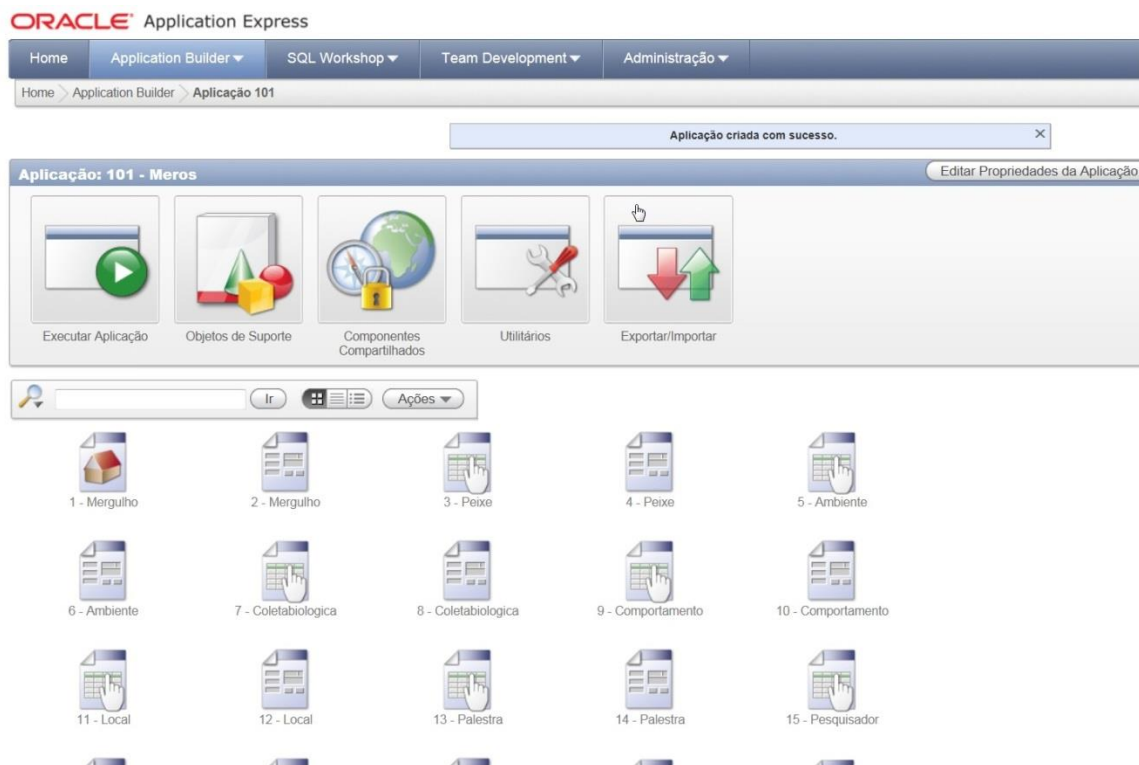 ORACLE Application Express
Home Application Builder SQL Workshop Team Development Administração
Home Application Builder Aplicação 101
Aplicação criada com sucesso.
Aplicação: 101 - Meros
Editar Propriedades da Aplicação
Executar Aplicação Objetos de Suporte Componentes Compartilhados Utilitários Exportar/Importar
Ir Ações
1 - Mergulho 2 - Mergulho 3 - Peixe 4 - Peixe 5 - Ambiente
6 - Ambiente 7 - Coletabiologica 8 - Coletabiologica 9 - Comportamento 10 - Comportamento
11 - Local 12 - Local 13 - Palestra 14 - Palestra 15 - Pesquisador